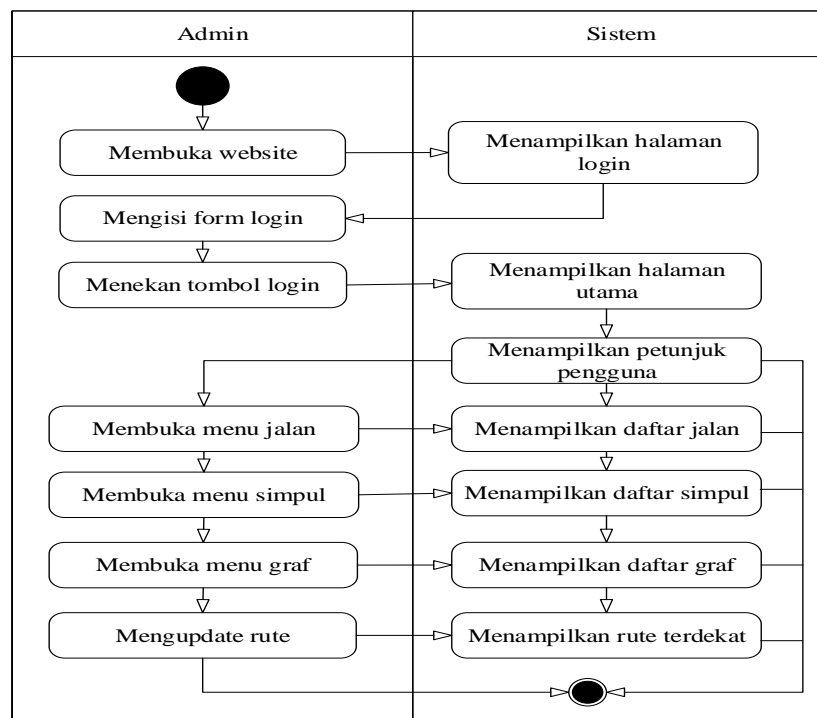 Admin
Sistem
Membuka website
Menampilkan halaman
login
Mengisi form login
Menekan tombol login
Menampilkan halaman
utama
Menampilkan petunjuk
pengguna
Membuka menu jalan
Menampilkan daftar jalan
Membuka menu simpul
Menampilkan daftar simpul
Membuka menu graf
Menampilkan daftar graf
Mengupdate rute
Menampilkan rute terdekat